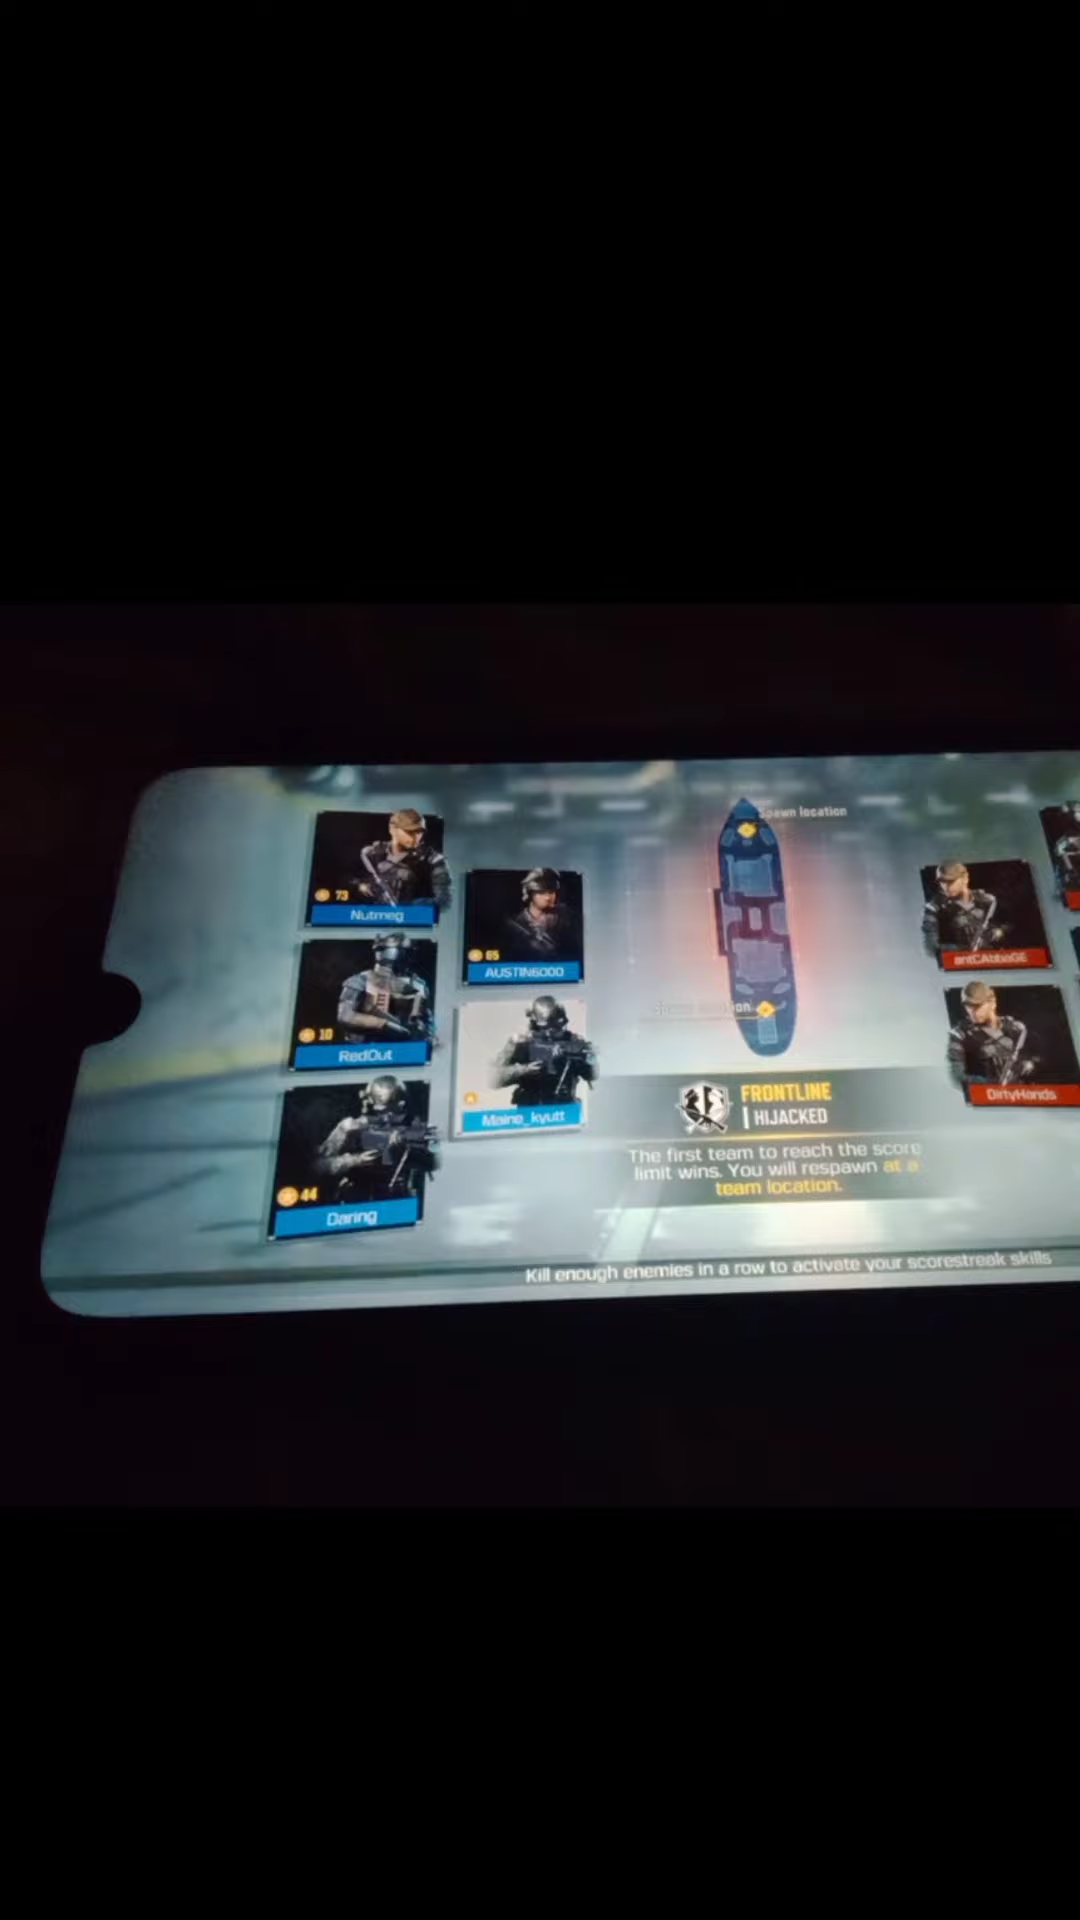 73
Nutmeg
10
RedOut
44
Daring
65
AUSTIN6000
Maine_kyutt
Spawn location
FRONTLINE
HIJACKED
The first team to reach the score
limit wins. You will respawn at a
team location.
Kill enough enemies in a row to activate your scorestreak skills
antCAbbaGE
DirtyHands